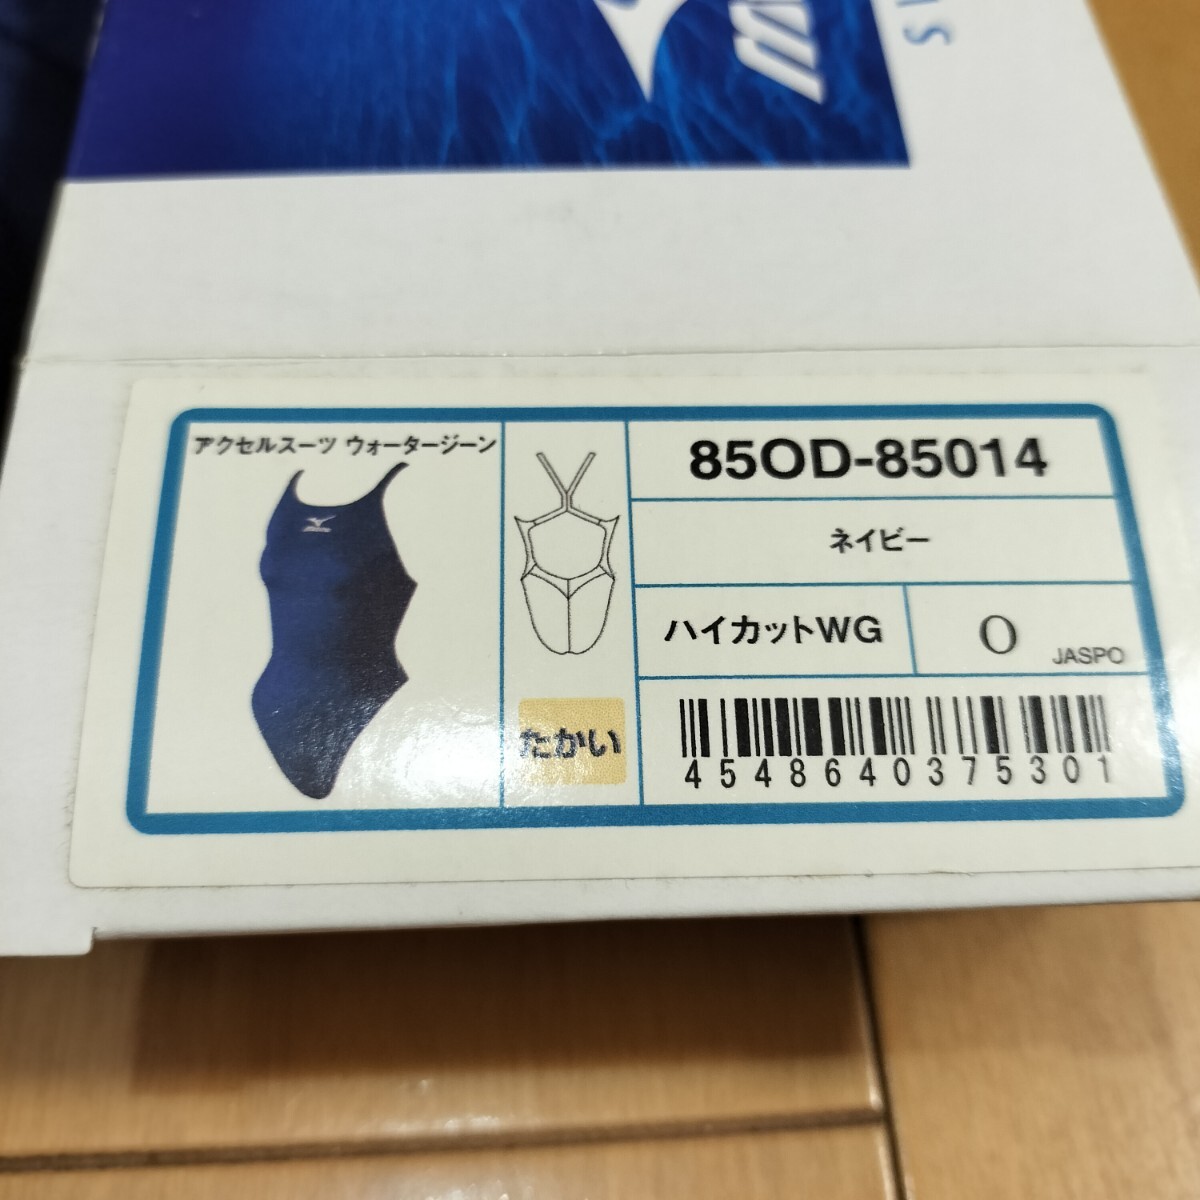 アクセルスーツ ウォータージーン
85OD-85014
ネイビー
ハイカットWG
O
JASPO
たかい
4548640375301